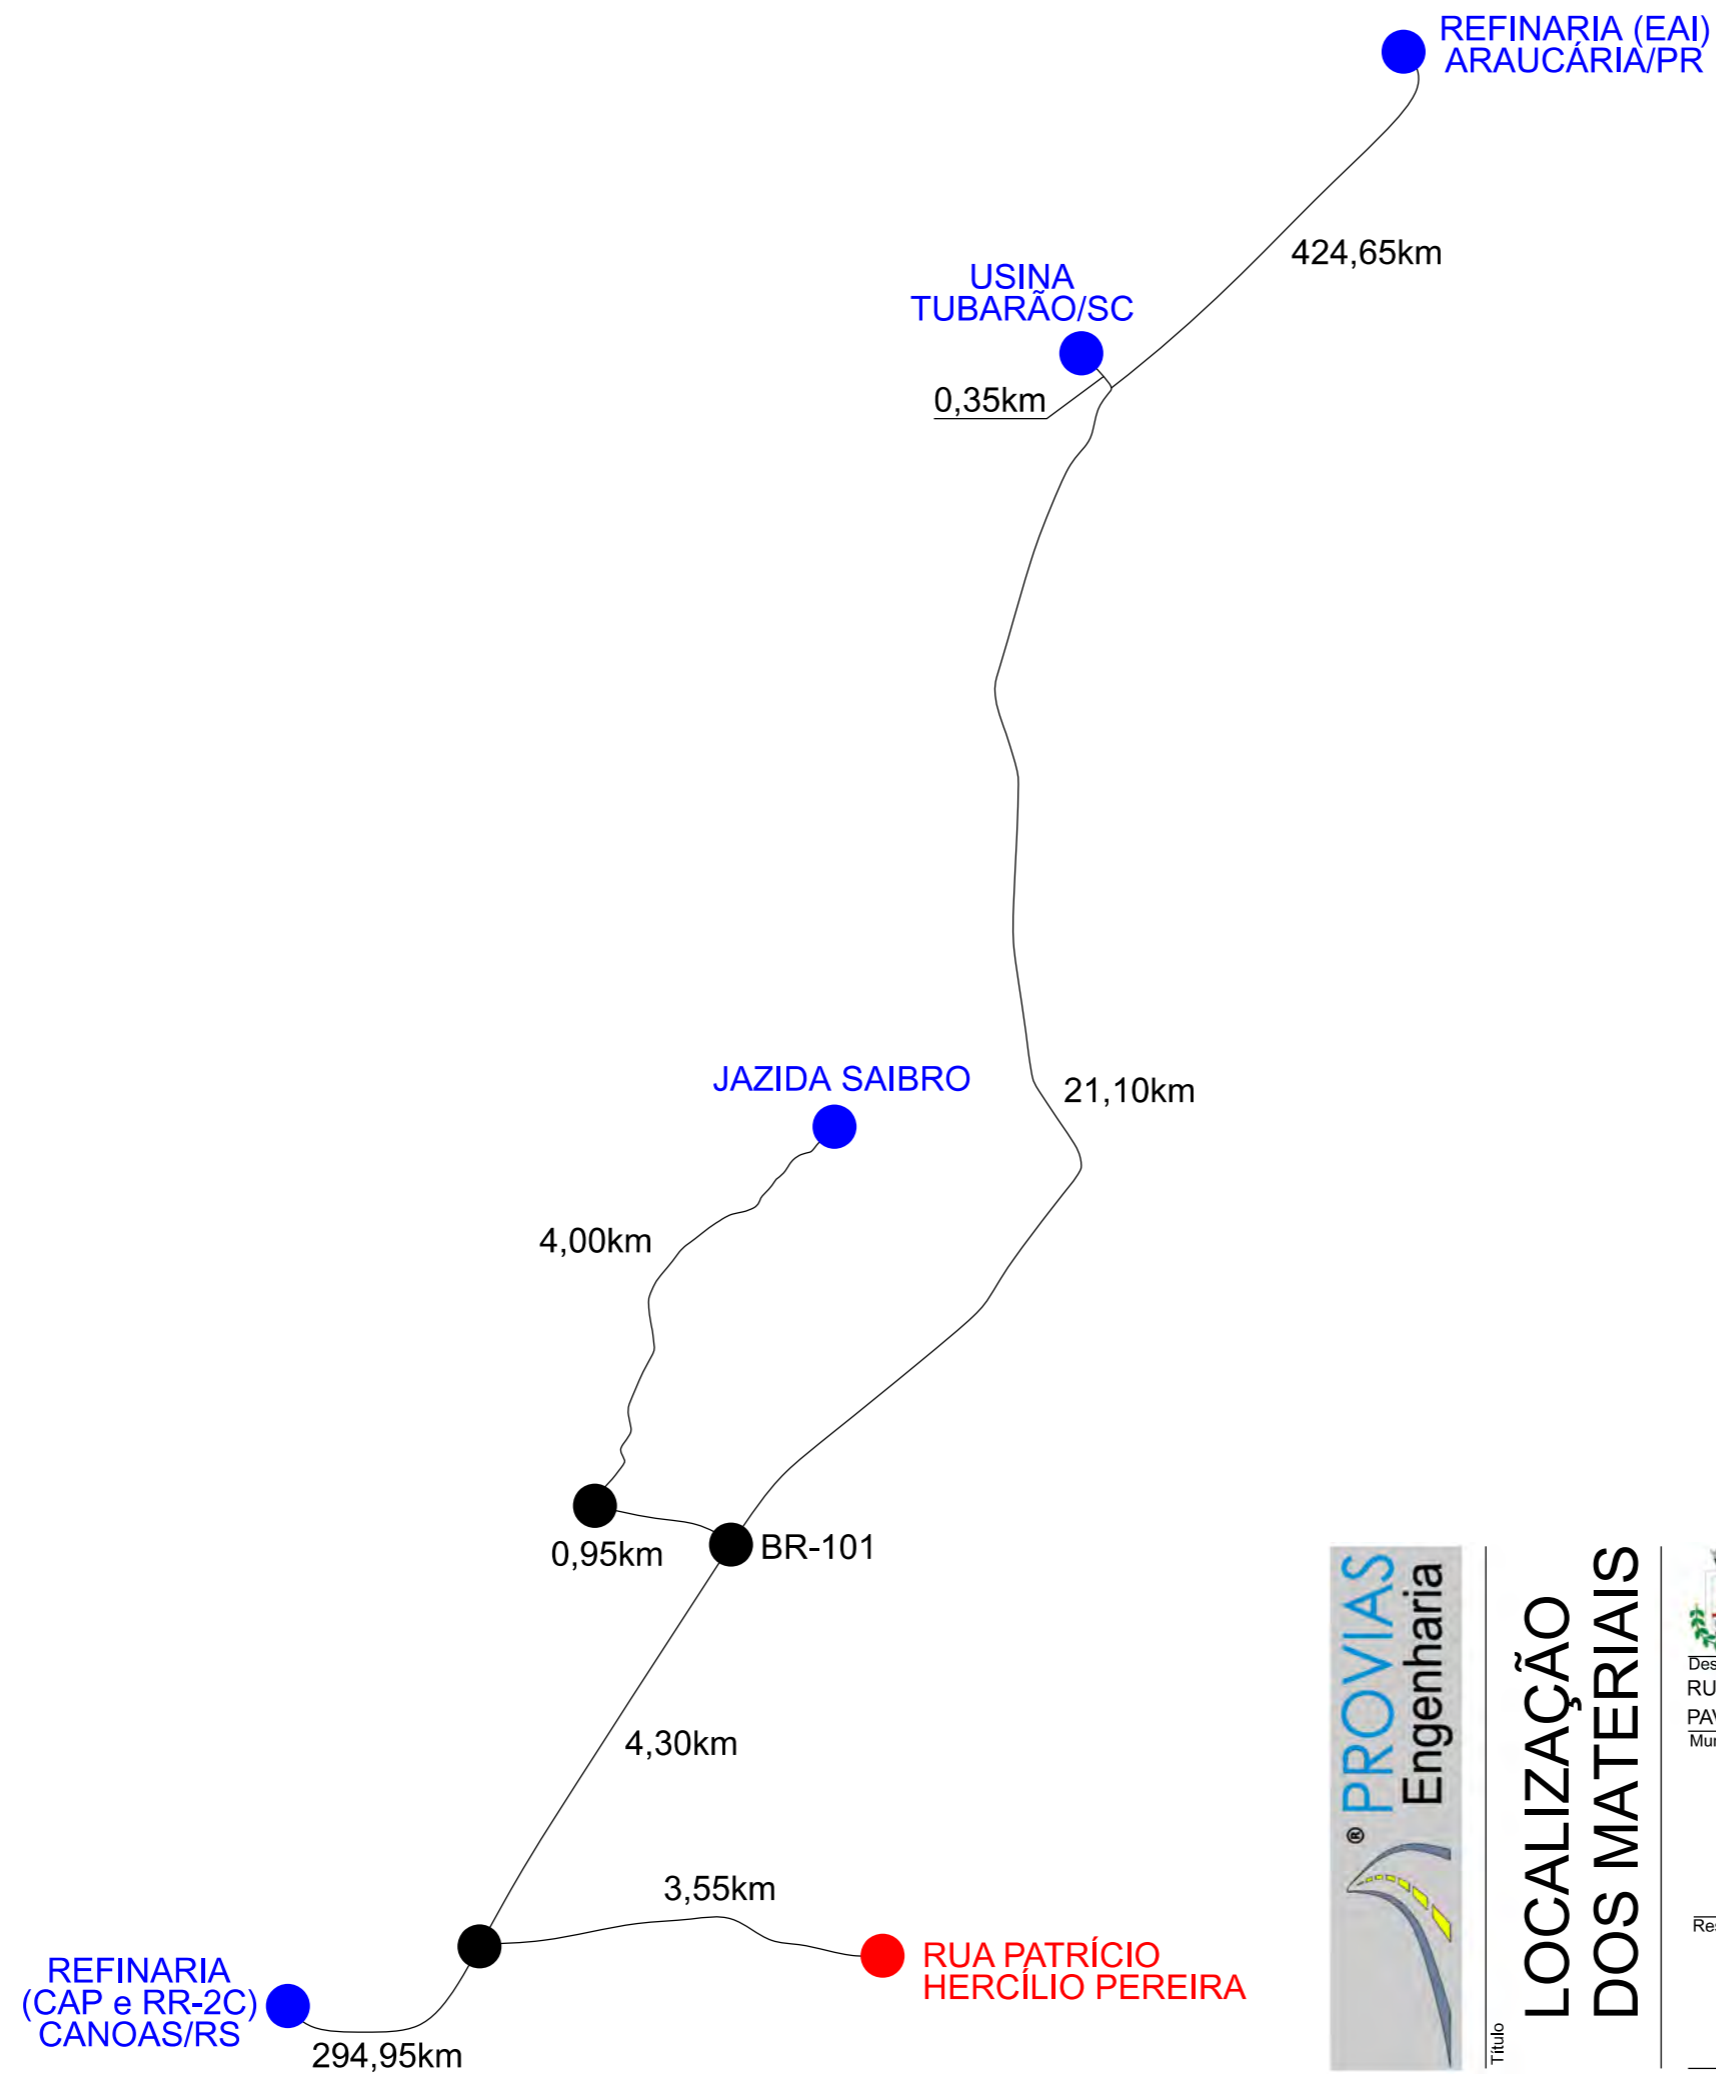 REFINARIA (EAI)
ARAUCÁRIA/PR
424,65km
USINA
TUBARÃO/SC
0,35km
JAZIDA SAIBRO
21,10km
4,00km
0,95km
BR-101
4,30km
3,55km
RUA PATRÍCIO
HERCÍLIO PEREIRA
REFINARIA
(CAP e RR-2C)
CANOAS/RS
294,95km
® PROVIAS
Engenharia
Título
LOCALIZAÇÃO
DOS MATERIAIS